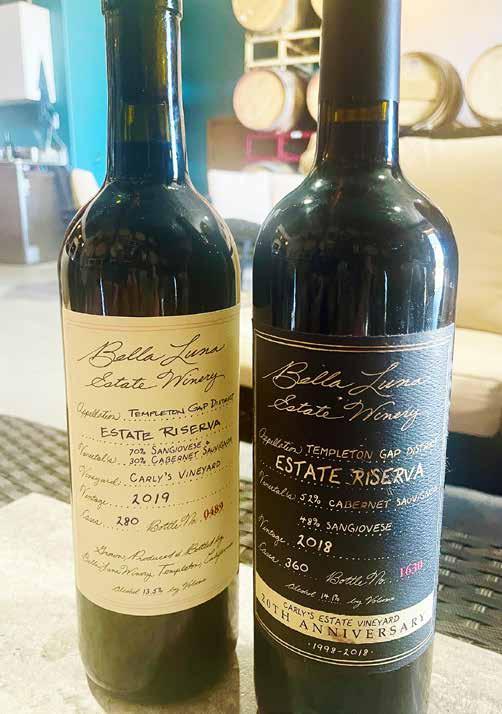 Bella Luna
Estate Winery
Appellation TEMPLETON GAP DISTRICT
ESTATE RISERVA
Varietal/s 70% SANGIOVESE &
30% CABERNET SAUVIGNON
Vineyard CARLY'S VINEYARD
Vintage 2019
Cases 280 Bottle No. 0489
Grown, Produced & Bottled by
Bella Luna Winery, Templeton, California
Alcohol 13.5% by Volume
Bella Luna
Estate Winery
Appellation TEMPLETON GAP DISTRICT
ESTATE RISERVA
Varietal/s 52% CABERNET SAUVIGNON
48% SANGIOVESE
Vintage 2018
Cases 360 Bottle No. 1630
Alcohol 14.1% by Volume
CARLY'S ESTATE VINEYARD
20TH ANNIVERSARY
·1998-2018·